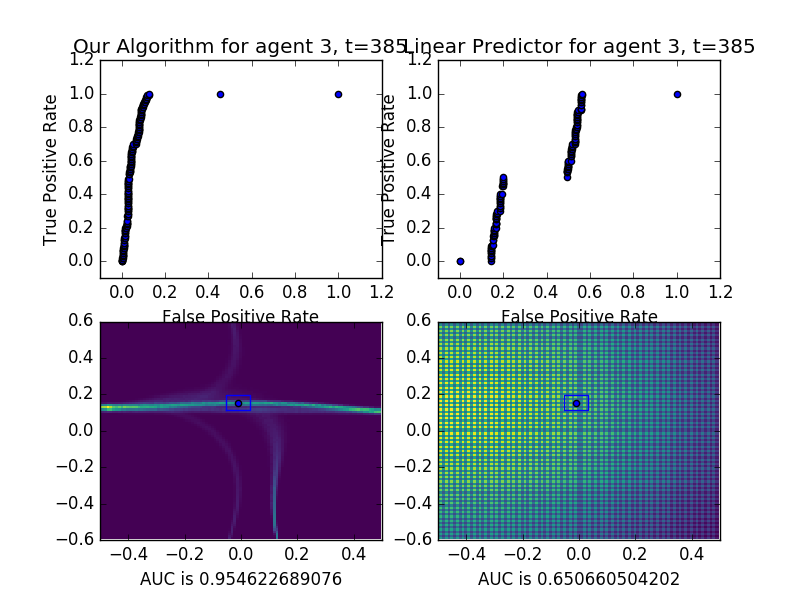 Our Algorithm for agent 3, t=385
Linear Predictor for agent 3, t=385
1.2
1.0
0.8
0.6
0.4
0.2
0.0
True Positive Rate
0.0 0.2 0.4 0.6 0.8 1.0 1.2
False Positive Rate
1.2
1.0
0.8
0.6
0.4
0.2
0.0
True Positive Rate
0.0 0.2 0.4 0.6 0.8 1.0 1.2
False Positive Rate
0.6
0.4
0.2
0.0
−0.2
−0.4
−0.6
−0.4 −0.2 0.0 0.2 0.4
AUC is 0.954622689076
0.6
0.4
0.2
0.0
−0.2
−0.4
−0.6
−0.4 −0.2 0.0 0.2 0.4
AUC is 0.650660504202